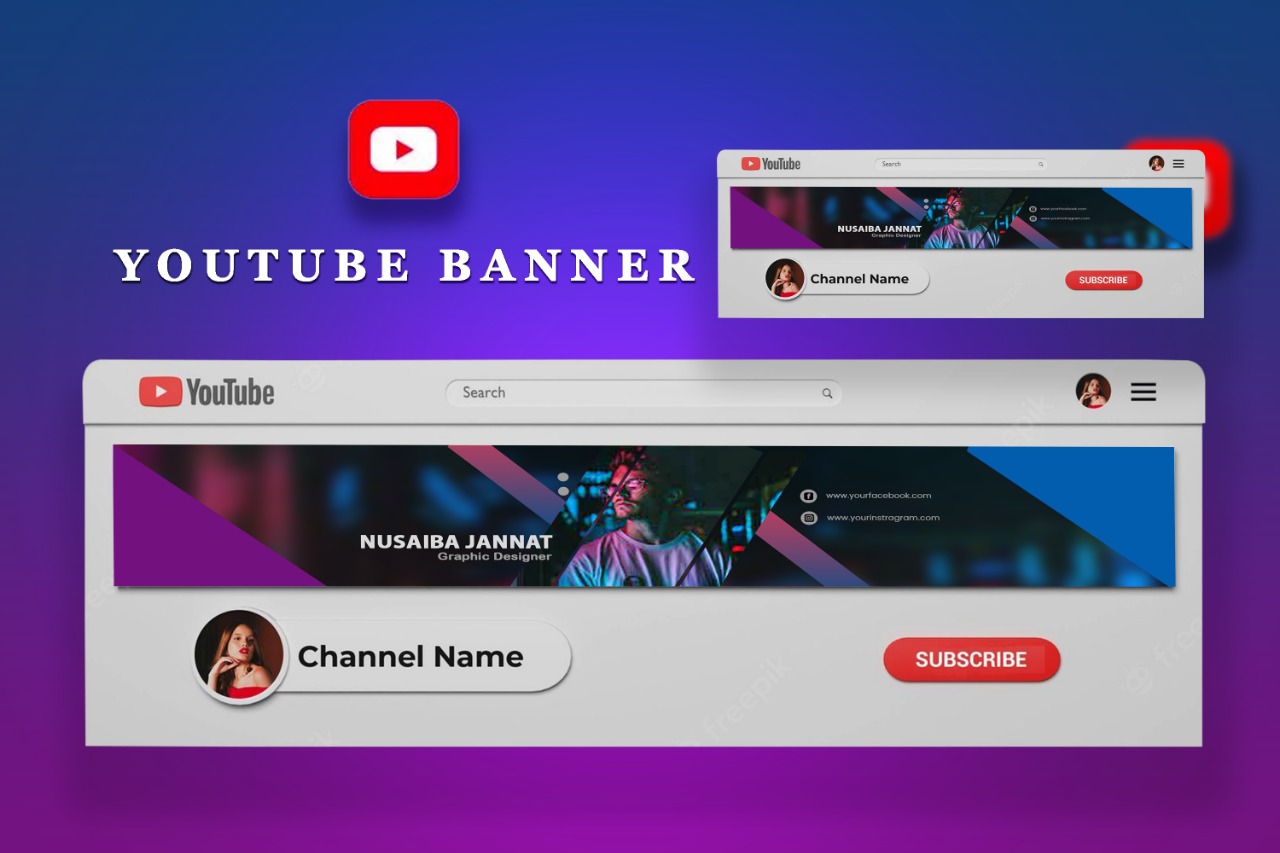 YOUTUBE BANNER
YouTube
Search
NUSAIBA JANNAT
Graphic Designer
www.yourfacebook.com
www.yourinstragram.com
Channel Name
SUBSCRIBE
YouTube
Search
NUSAIBA JANNAT
Graphic Designer
www.yourfacebook.com
www.yourinstragram.com
Channel Name
SUBSCRIBE
freepik